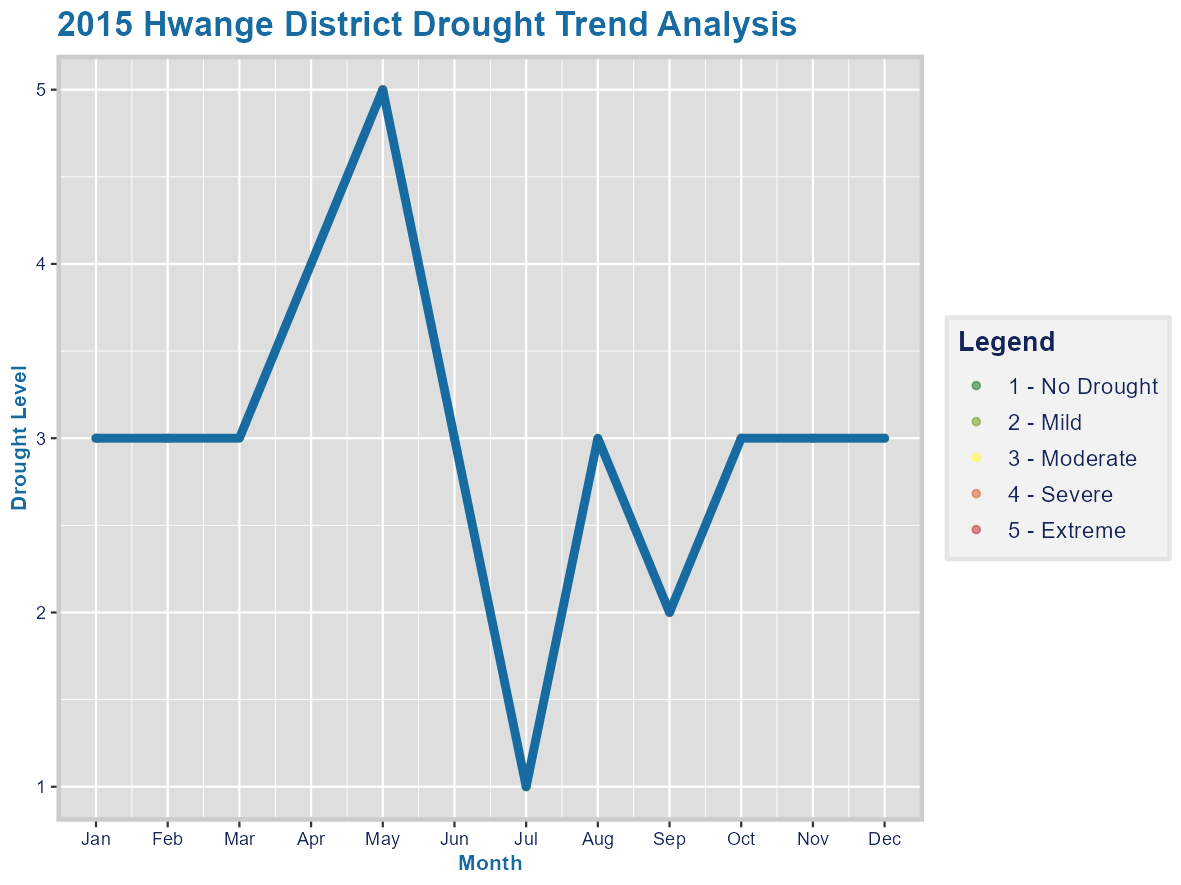 2015 Hwange District Drought Trend Analysis
Drought Level
5
4
3
2
1
Jan Feb Mar Apr May Jun Jul Aug Sep Oct Nov Dec
Month
Legend
1 - No Drought
2 - Mild
3 - Moderate
4 - Severe
5 - Extreme